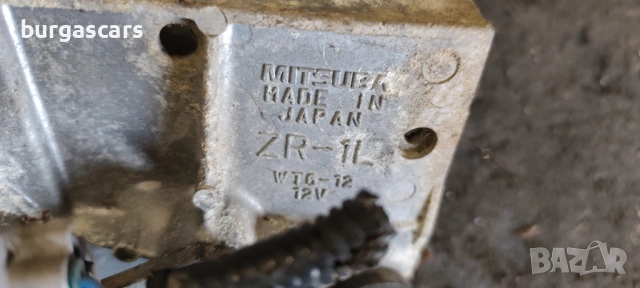 burgascars
MITSUBA
MADE IN
JAPAN
ZR-1L
WTG-12
12V
BAZAR